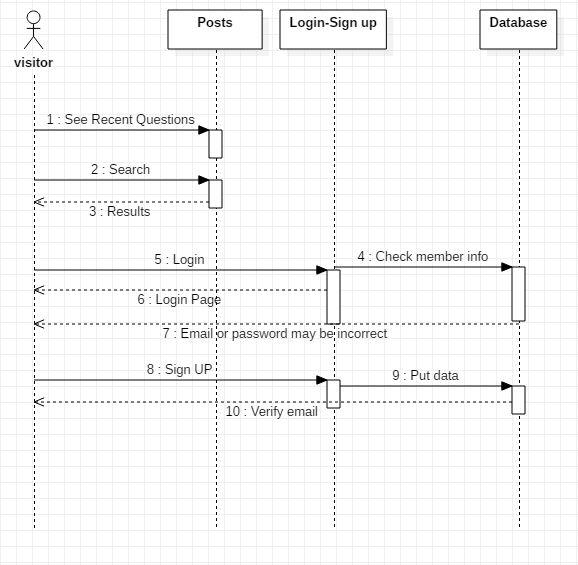 Posts
Login-Sign up
Database
visitor
1 : See Recent Questions
2 : Search
3 : Results
4 : Check member info
5 : Login
6 : Login Page
7 : Email or password may be incorrect
8 : Sign UP
9 : Put data
10 : Verify email